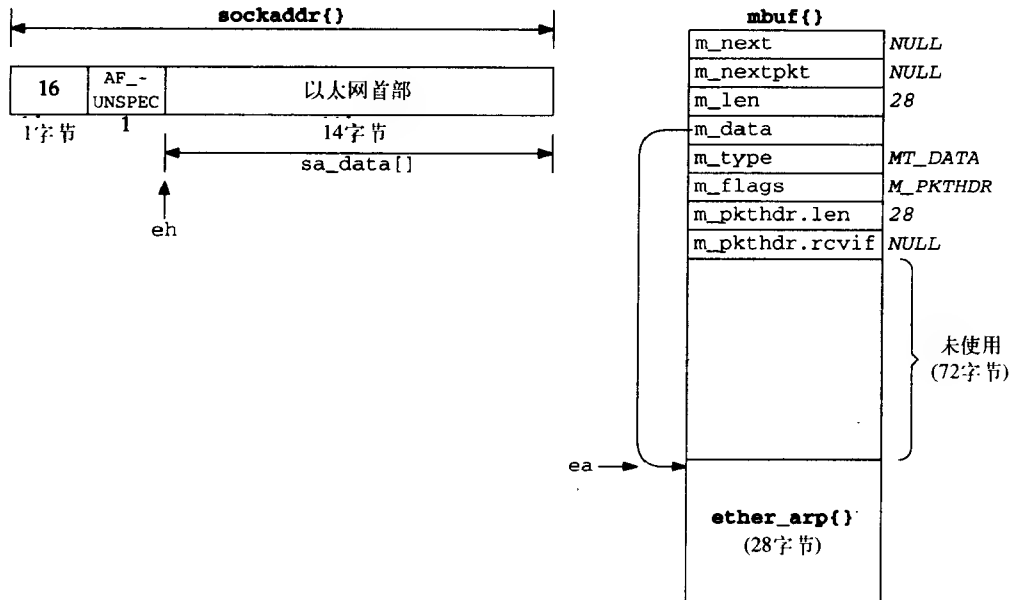 sockaddr{}
16
AF_-
UNSPEC
以太网首部
1字节
1
14字节
sa_data[]
eh
mbuf{}
m_next NULL
m_nextpkt NULL
m_len 28
m_data
m_type MT_DATA
m_flags M_PKTHDR
m_pkthdr.len 28
m_pkthdr.rcvif NULL
未使用
(72字节)
ea
ether_arp{}
(28字节)